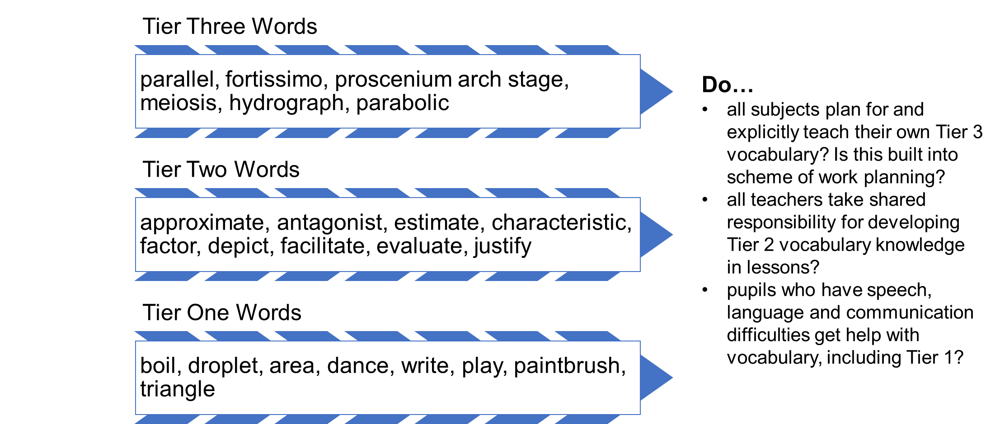 Tier Three Words
parallel, fortissimo, proscenium arch stage,
meiosis, hydrograph, parabolic
Tier Two Words
approximate, antagonist, estimate, characteristic,
factor, depict, facilitate, evaluate, justify
Tier One Words
boil, droplet, area, dance, write, play, paintbrush,
triangle
Do…
• all subjects plan for and
explicitly teach their own Tier 3
vocabulary? Is this built into
scheme of work planning?
• all teachers take shared
responsibility for developing
Tier 2 vocabulary knowledge
in lessons?
• pupils who have speech,
language and communication
difficulties get help with
vocabulary, including Tier 1?